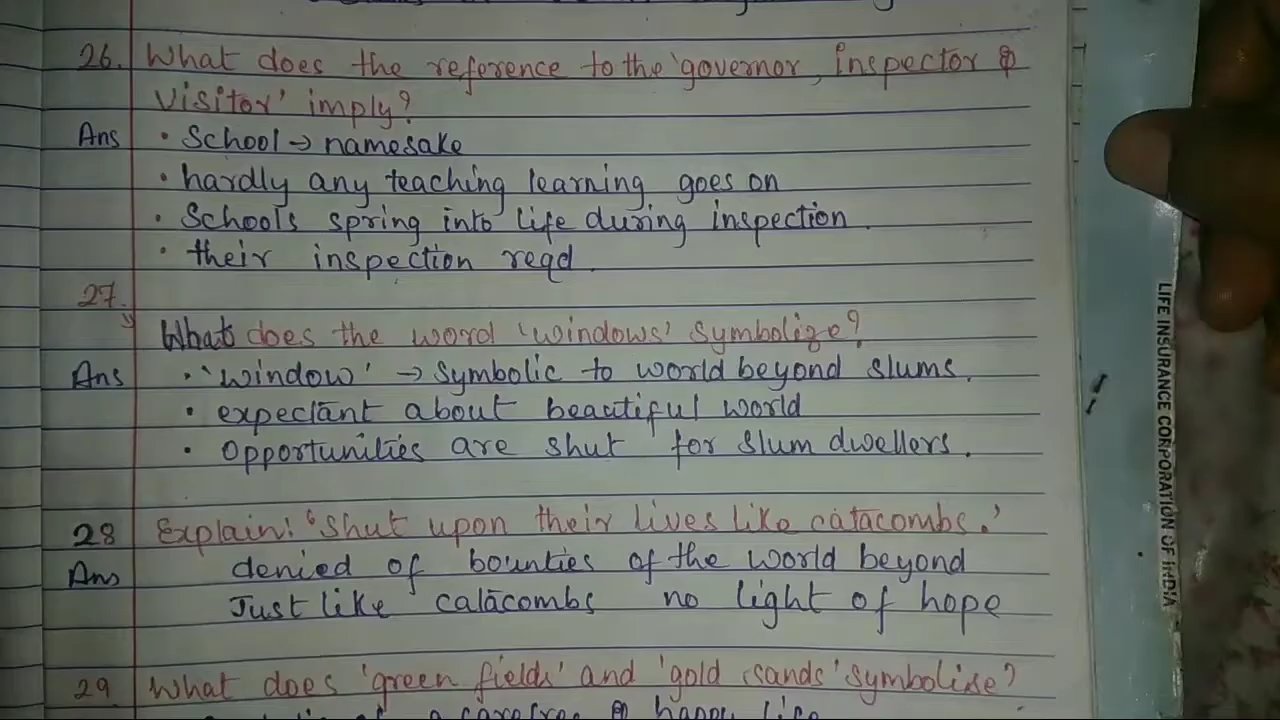 26. What does the reference to the 'governor, inspector &
visitor' imply?
Ans • School → namesake
• hardly any teaching learning goes on
• Schools spring into life during inspection.
• their inspection reqd.
27.
What does the word 'windows' symbolize?
Ans • 'window' → Symbolic to world beyond slums.
• expectant about beautiful world
• Opportunities are shut for slum dwellers.
28 Explain: 'Shut upon their lives like catacombs.'
Ans denied of bounties of the world beyond
Just like catacombs no light of hope
29 What does 'green fields' and 'gold sands' symbolise?
a carefree & happy life
LIFE INSURANCE CORPORATION OF INDIA